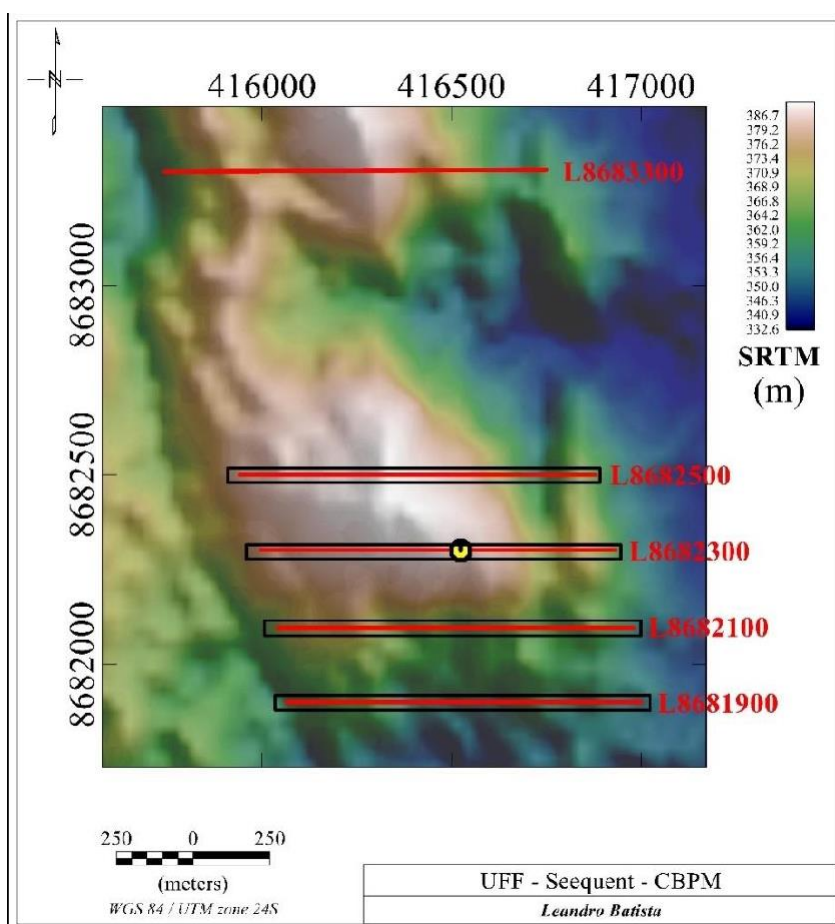 N
416000 416500 417000
8683000
8682500
8682000
L8683300
L8682500
L8682300
L8682100
L8681900
386.7
379.2
376.2
373.4
370.9
368.9
366.8
364.2
362.0
359.2
356.4
353.3
350.0
346.3
340.9
332.6
SRTM
(m)
250 0 250
(meters)
WGS 84 / UTM zone 24S
UFF - Seequent - CBPM
Leandro Batista